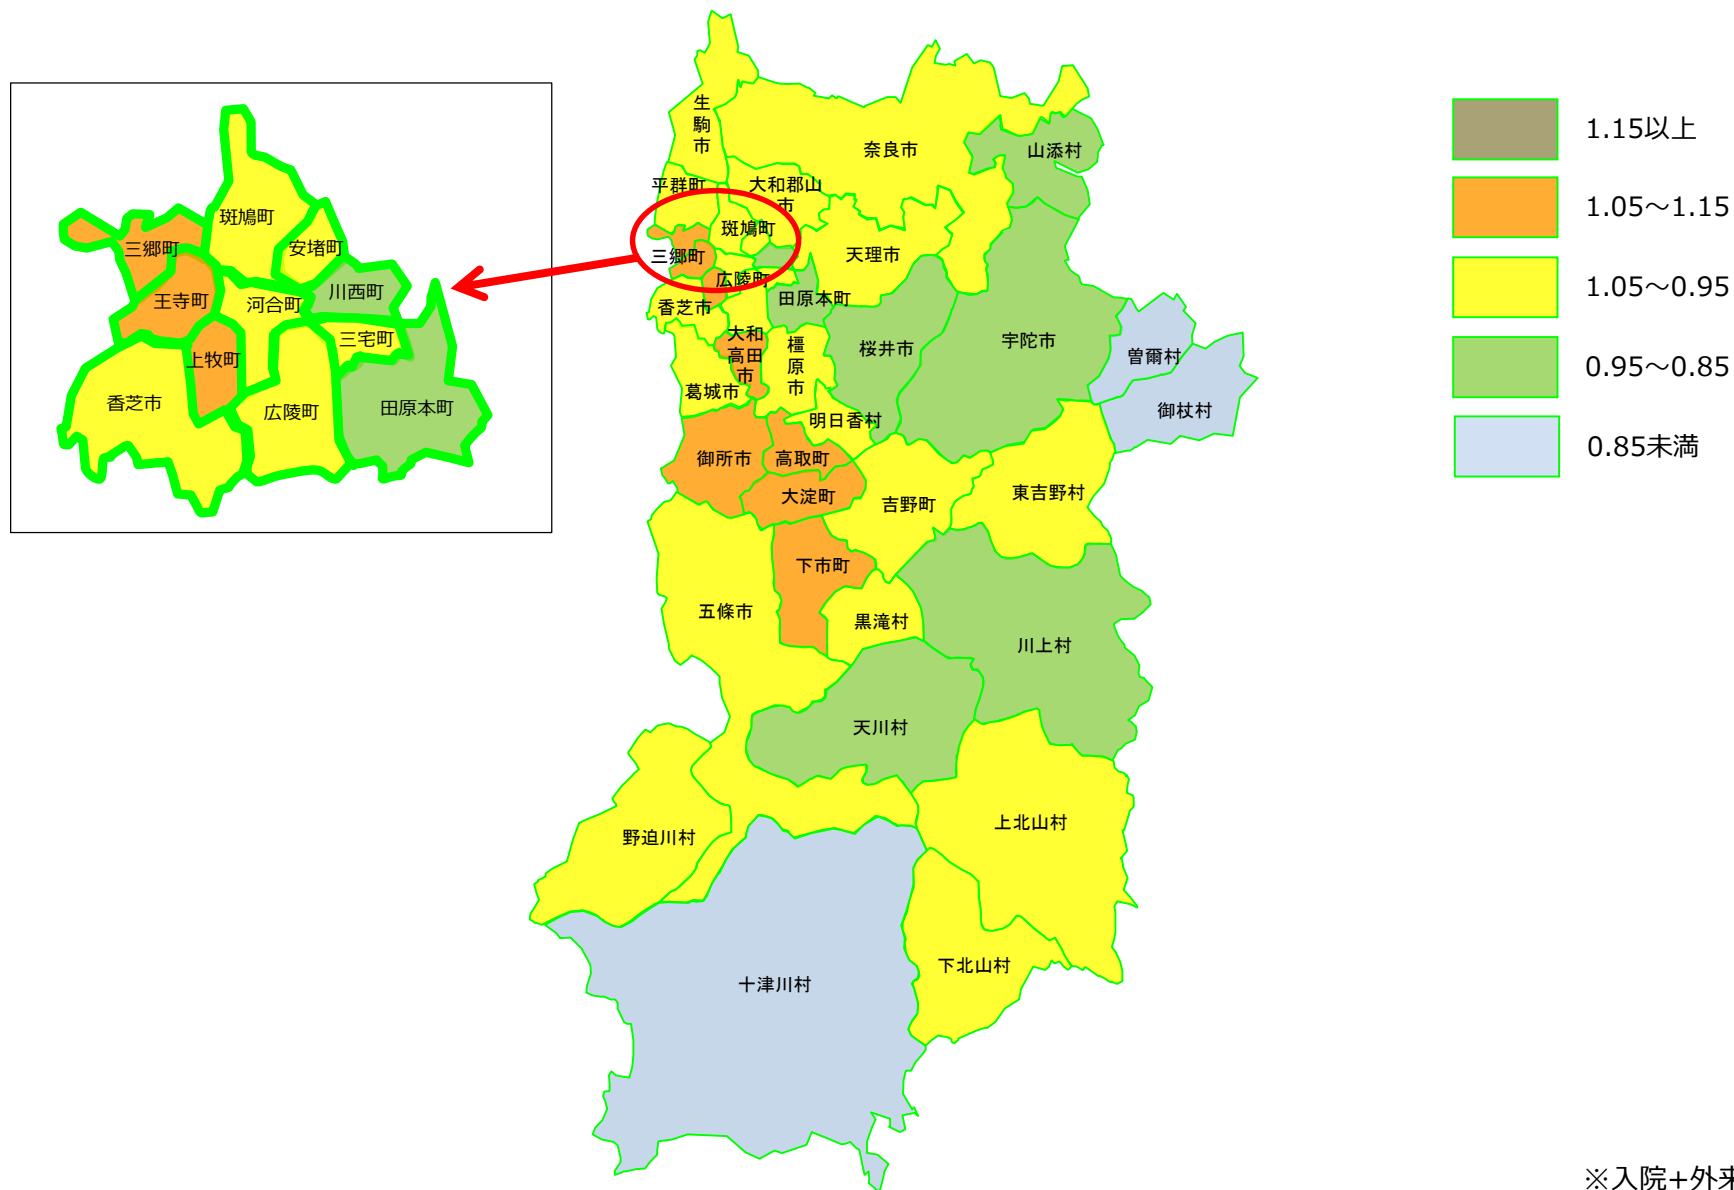 生駒市
奈良市
山添村
平群町
大和郡山市
斑鳩町
三郷町
天理市
広陵町
香芝市
田原本町
大和高田市
橿原市
桜井市
宇陀市
曽爾村
御杖村
葛城市
明日香村
御所市
高取町
大淀町
吉野町
東吉野村
下市町
五條市
黒滝村
川上村
天川村
野迫川村
上北山村
下北山村
十津川村
斑鳩町
安堵町
三郷町
王寺町
河合町
川西町
三宅町
上牧町
香芝市
広陵町
田原本町
1.15以上
1.05～1.15
1.05～0.95
0.95～0.85
0.85未満
※入院+外来